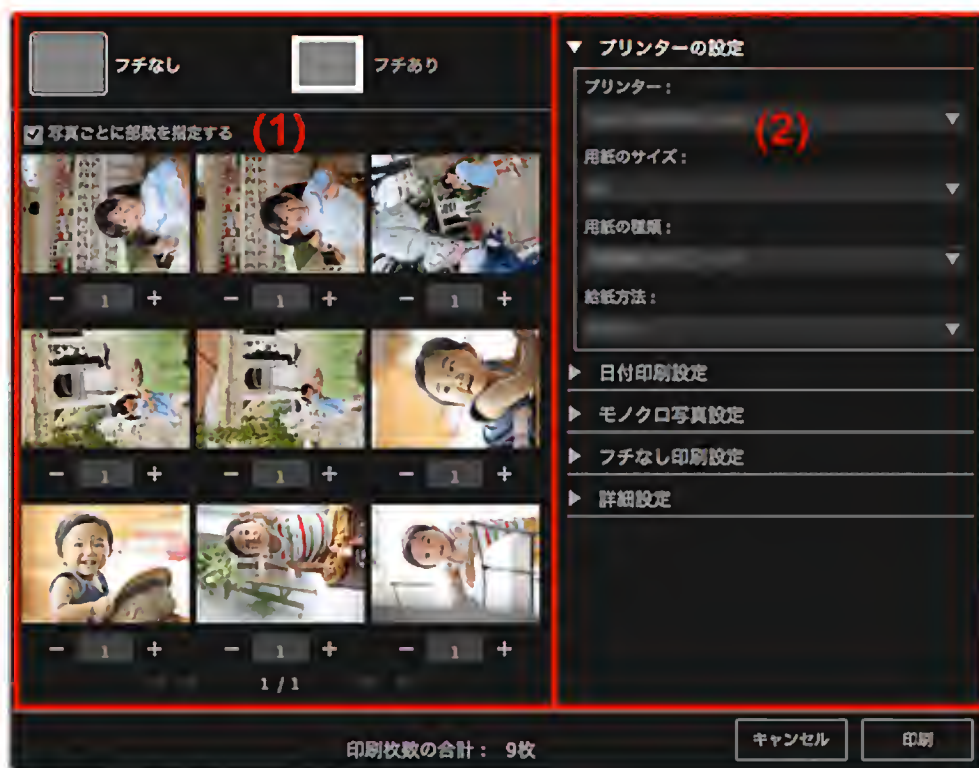 フチなし
フチあり
写真ごとに部数を指定する
(1)
− 1 + − 1 + − 1 +
− 1 + − 1 + − 1 +
− 1 + − 1 + − 1 +
1 / 1
プリンターの設定
プリンター：
(2)
用紙のサイズ：
用紙の種類：
給紙方法：
日付印刷設定
モノクロ写真設定
フチなし印刷設定
詳細設定
印刷枚数の合計： 9枚
キャンセル
印刷